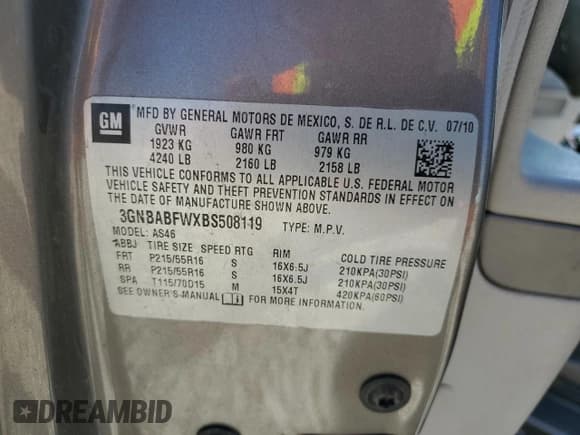 GM
MFD BY GENERAL MOTORS DE MEXICO, S. DE R.L. DE C.V. 07/10
GVWR GAWR FRT GAWR RR
1923 KG 980 KG 979 KG
4240 LB 2160 LB 2158 LB
THIS VEHICLE CONFORMS TO ALL APPLICABLE U.S. FEDERAL MOTOR
VEHICLE SAFETY AND THEFT PREVENTION STANDARDS IN EFFECT ON
THE DATE OF MANUFACTURE SHOWN ABOVE.
3GNBABFWXBS508119 TYPE: M.P.V.
MODEL: AS46
ABBJ TIRE SIZE SPEED RTG RIM COLD TIRE PRESSURE
FRT P215/55R16 S 16X6.5J 210KPA(30PSI)
RR P215/55R16 S 16X6.5J 210KPA(30PSI)
SPA T115/70D15 M 15X4T 420KPA(60PSI)
SEE OWNER'S MANUAL FOR MORE INFORMATION.
DREAMBID